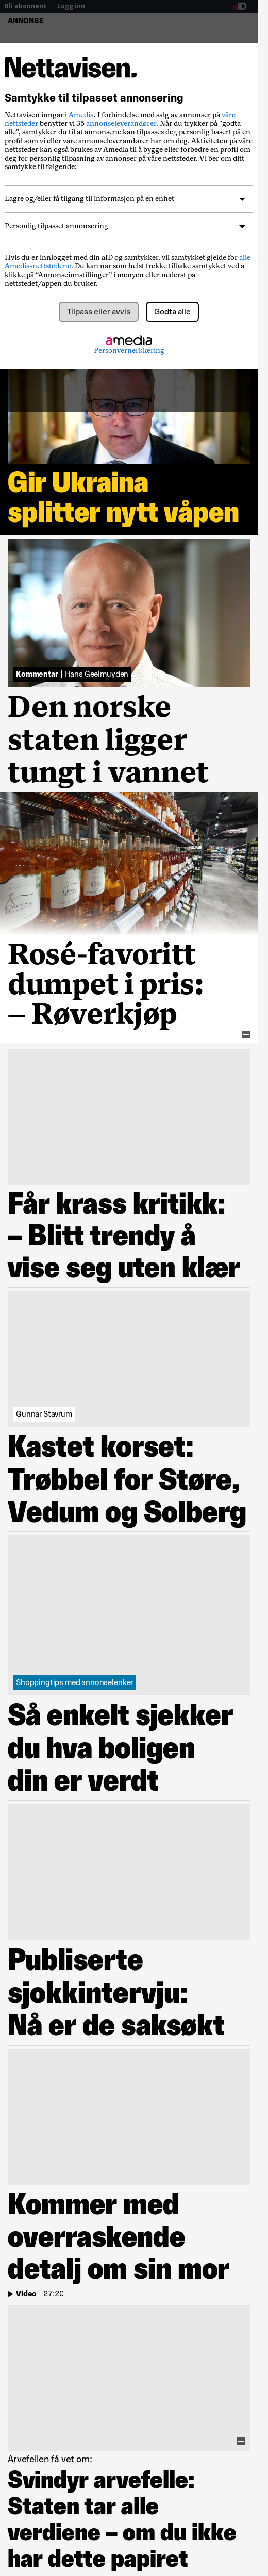 Bli abonnent | Logg inn
aID
ANNONSE
Nettavisen.
Samtykke til tilpasset annonsering
Nettavisen inngår i Amedia. I forbindelse med salg av annonser på våre
nettsteder benytter vi 35 annonseleverandører. Når du trykker på “godta
alle”, samtykker du til at annonsene kan tilpasses deg personlig basert på en
profil som vi eller våre annonseleverandører har om deg. Aktiviteten på våre
nettsteder kan også brukes av Amedia til å bygge eller forbedre en profil om
deg for personlig tilpasning av annonser på våre nettsteder. Vi ber om ditt
samtykke til følgende:
Lagre og/eller få tilgang til informasjon på en enhet
Personlig tilpasset annonsering
Hvis du er innlogget med din aID og samtykker, vil samtykket gjelde for alle
Amedia-nettstedene. Du kan når som helst trekke tilbake samtykket ved å
klikke på “Annonseinnstillinger” i menyen eller nederst på
nettstedet/appen du bruker.
Tilpass eller avvis
Godta alle
amedia
Personvernerklæring
Gir Ukraina
splitter nytt våpen
Kommentar | Hans Geelmuyden
Den norske
staten ligger
tungt i vannet
Rosé-favoritt
dumpet i pris:
– Røverkjøp
Får krass kritikk:
– Blitt trendy å
vise seg uten klær
Gunnar Stavrum
Kastet korset:
Trøbbel for Støre,
Vedum og Solberg
Shoppingtips med annonselenker
Så enkelt sjekker
du hva boligen
din er verdt
Publiserte
sjokkintervju:
Nå er de saksøkt
Kommer med
overraskende
detalj om sin mor
Video | 27:20
Arvefellen få vet om:
Svindyr arvefelle:
Staten tar alle
verdiene – om du ikke
har dette papiret